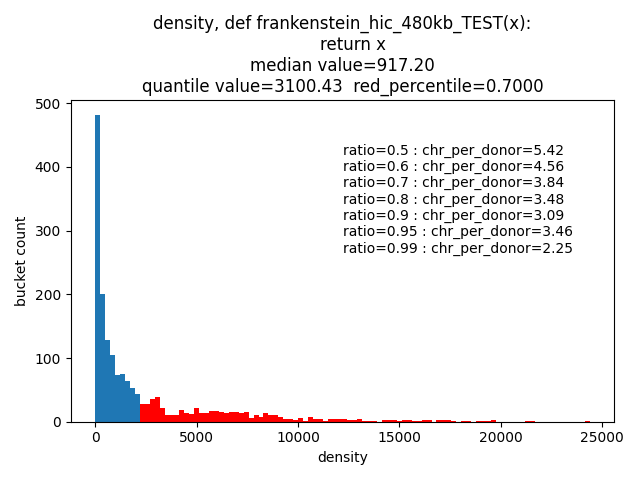 density, def frankenstein_hic_480kb_TEST(x):
return x
median value=917.20
quantile value=3100.43  red_percentile=0.7000
500
400
300
200
100
0
bucket count
ratio=0.5 : chr_per_donor=5.42
ratio=0.6 : chr_per_donor=4.56
ratio=0.7 : chr_per_donor=3.84
ratio=0.8 : chr_per_donor=3.48
ratio=0.9 : chr_per_donor=3.09
ratio=0.95 : chr_per_donor=3.46
ratio=0.99 : chr_per_donor=2.25
0 5000 10000 15000 20000 25000
density